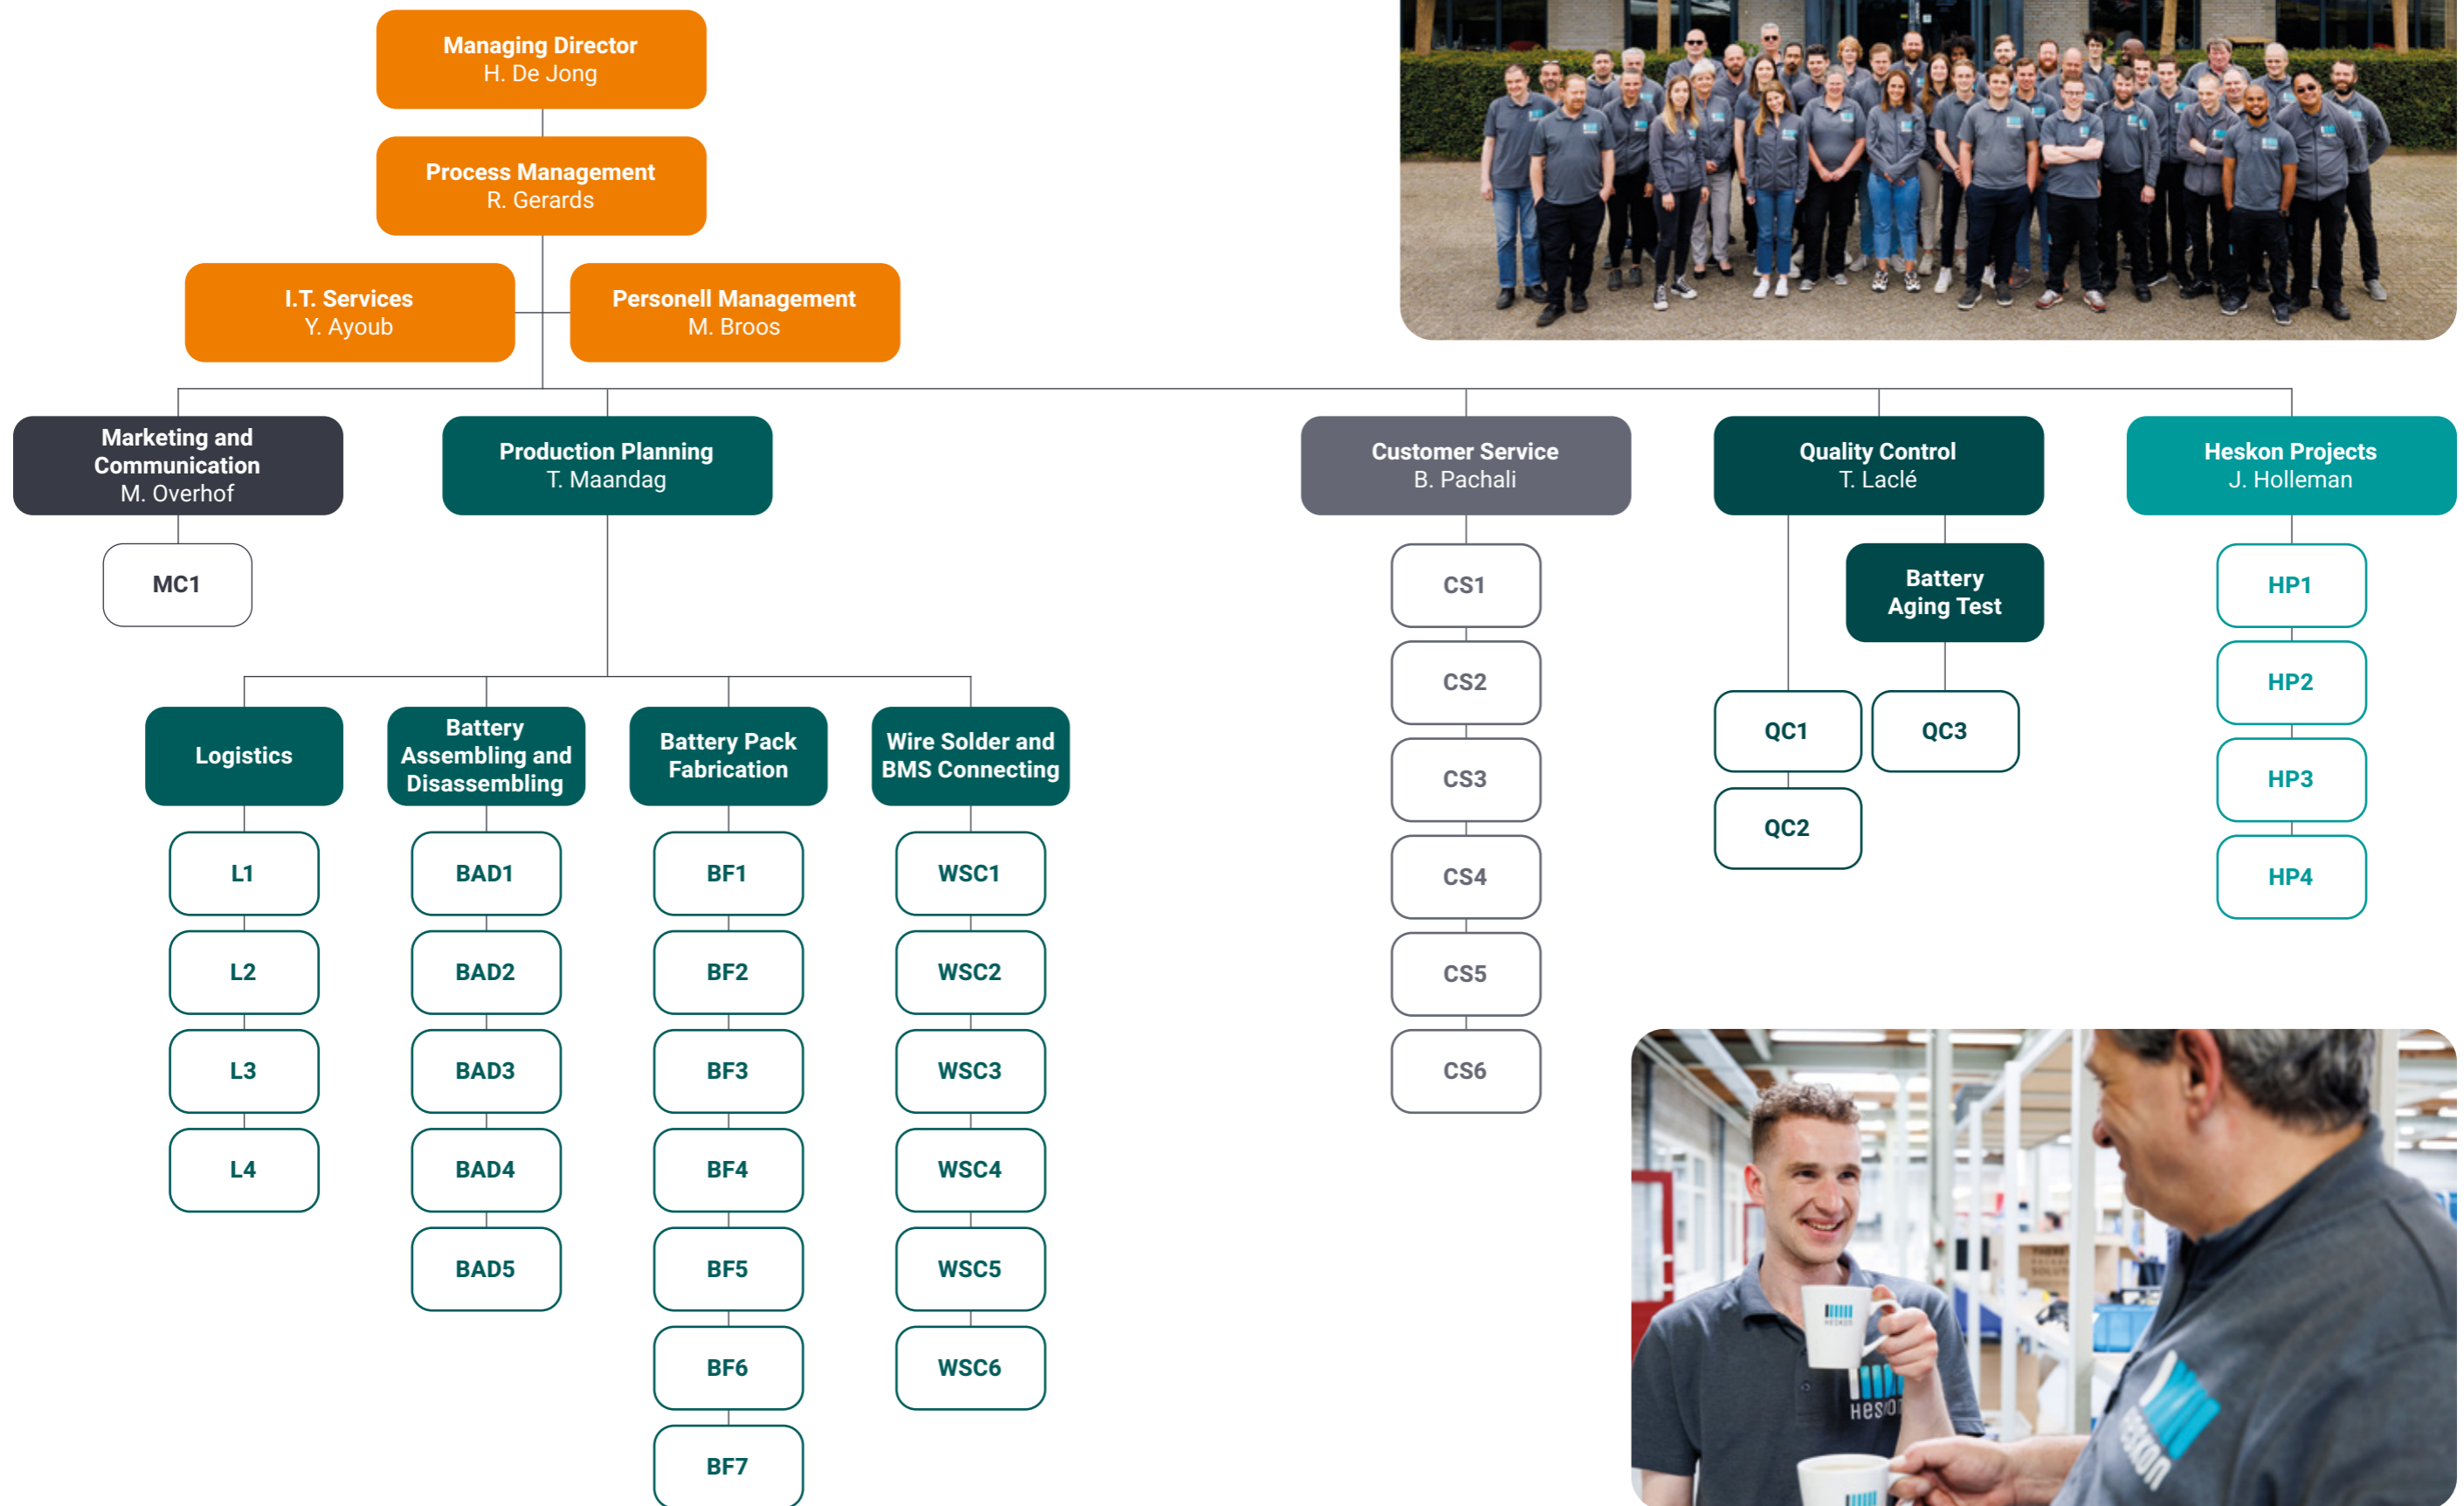 Managing Director
H. De Jong
Process Management
R. Gerards
I.T. Services
Y. Ayoub
Personell Management
M. Broos
Marketing and
Communication
M. Overhof
Production Planning
T. Maandag
Customer Service
B. Pachali
Quality Control
T. Laclé
Heskon Projects
J. Holleman
MC1
CS1
CS2
CS3
CS4
CS5
CS6
Battery
Aging Test
QC1
QC2
QC3
HP1
HP2
HP3
HP4
Logistics
L1
L2
L3
L4
Battery
Assembling and
Disassembling
BAD1
BAD2
BAD3
BAD4
BAD5
Battery Pack
Fabrication
BF1
BF2
BF3
BF4
BF5
BF6
BF7
Wire Solder and
BMS Connecting
WSC1
WSC2
WSC3
WSC4
WSC5
WSC6
HESKON
Heskon
Heskon